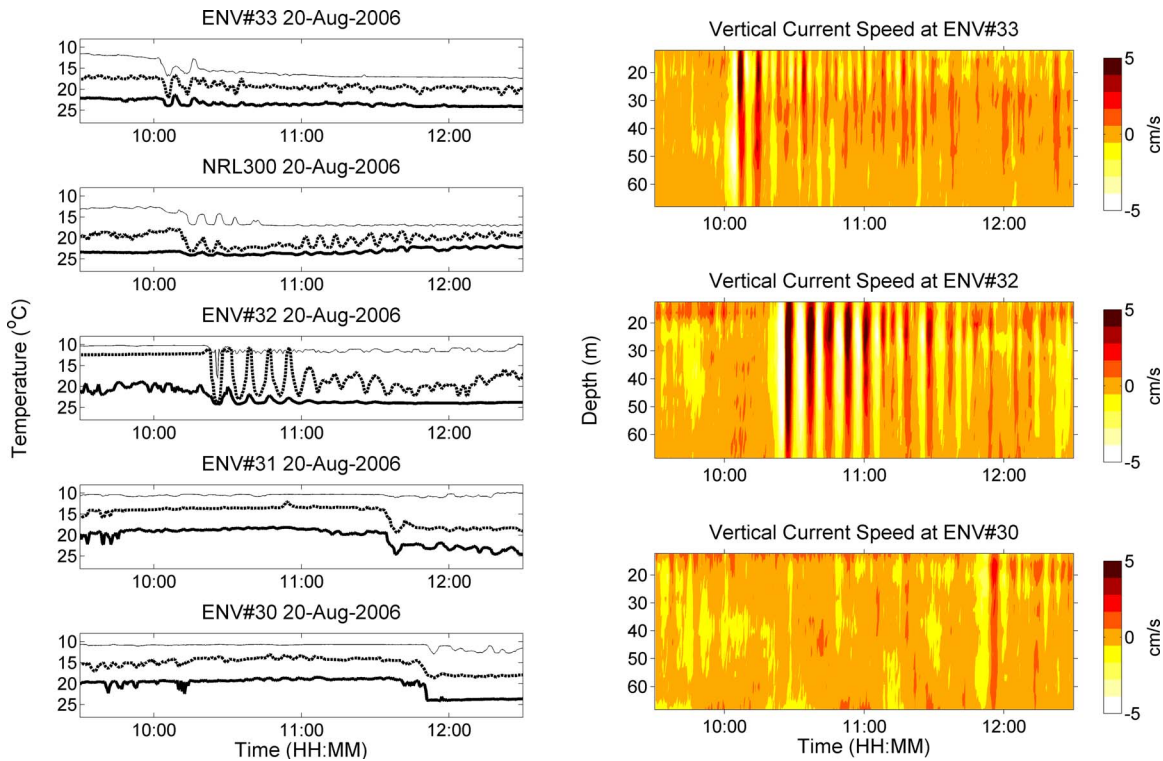 ENV#33 20-Aug-2006
10
15
20
25
10:00 11:00 12:00
NRL300 20-Aug-2006
10
15
20
25
10:00 11:00 12:00
ENV#32 20-Aug-2006
10
15
20
25
10:00 11:00 12:00
ENV#31 20-Aug-2006
10
15
20
25
10:00 11:00 12:00
ENV#30 20-Aug-2006
10
15
20
25
10:00 11:00 12:00
Time (HH:MM)
Temperature (°C)
Vertical Current Speed at ENV#33
20
30
40
50
60
10:00 11:00 12:00
5
0
-5
cm/s
Vertical Current Speed at ENV#32
20
30
40
50
60
10:00 11:00 12:00
5
0
-5
cm/s
Depth (m)
Vertical Current Speed at ENV#30
20
30
40
50
60
10:00 11:00 12:00
5
0
-5
cm/s
Time (HH:MM)